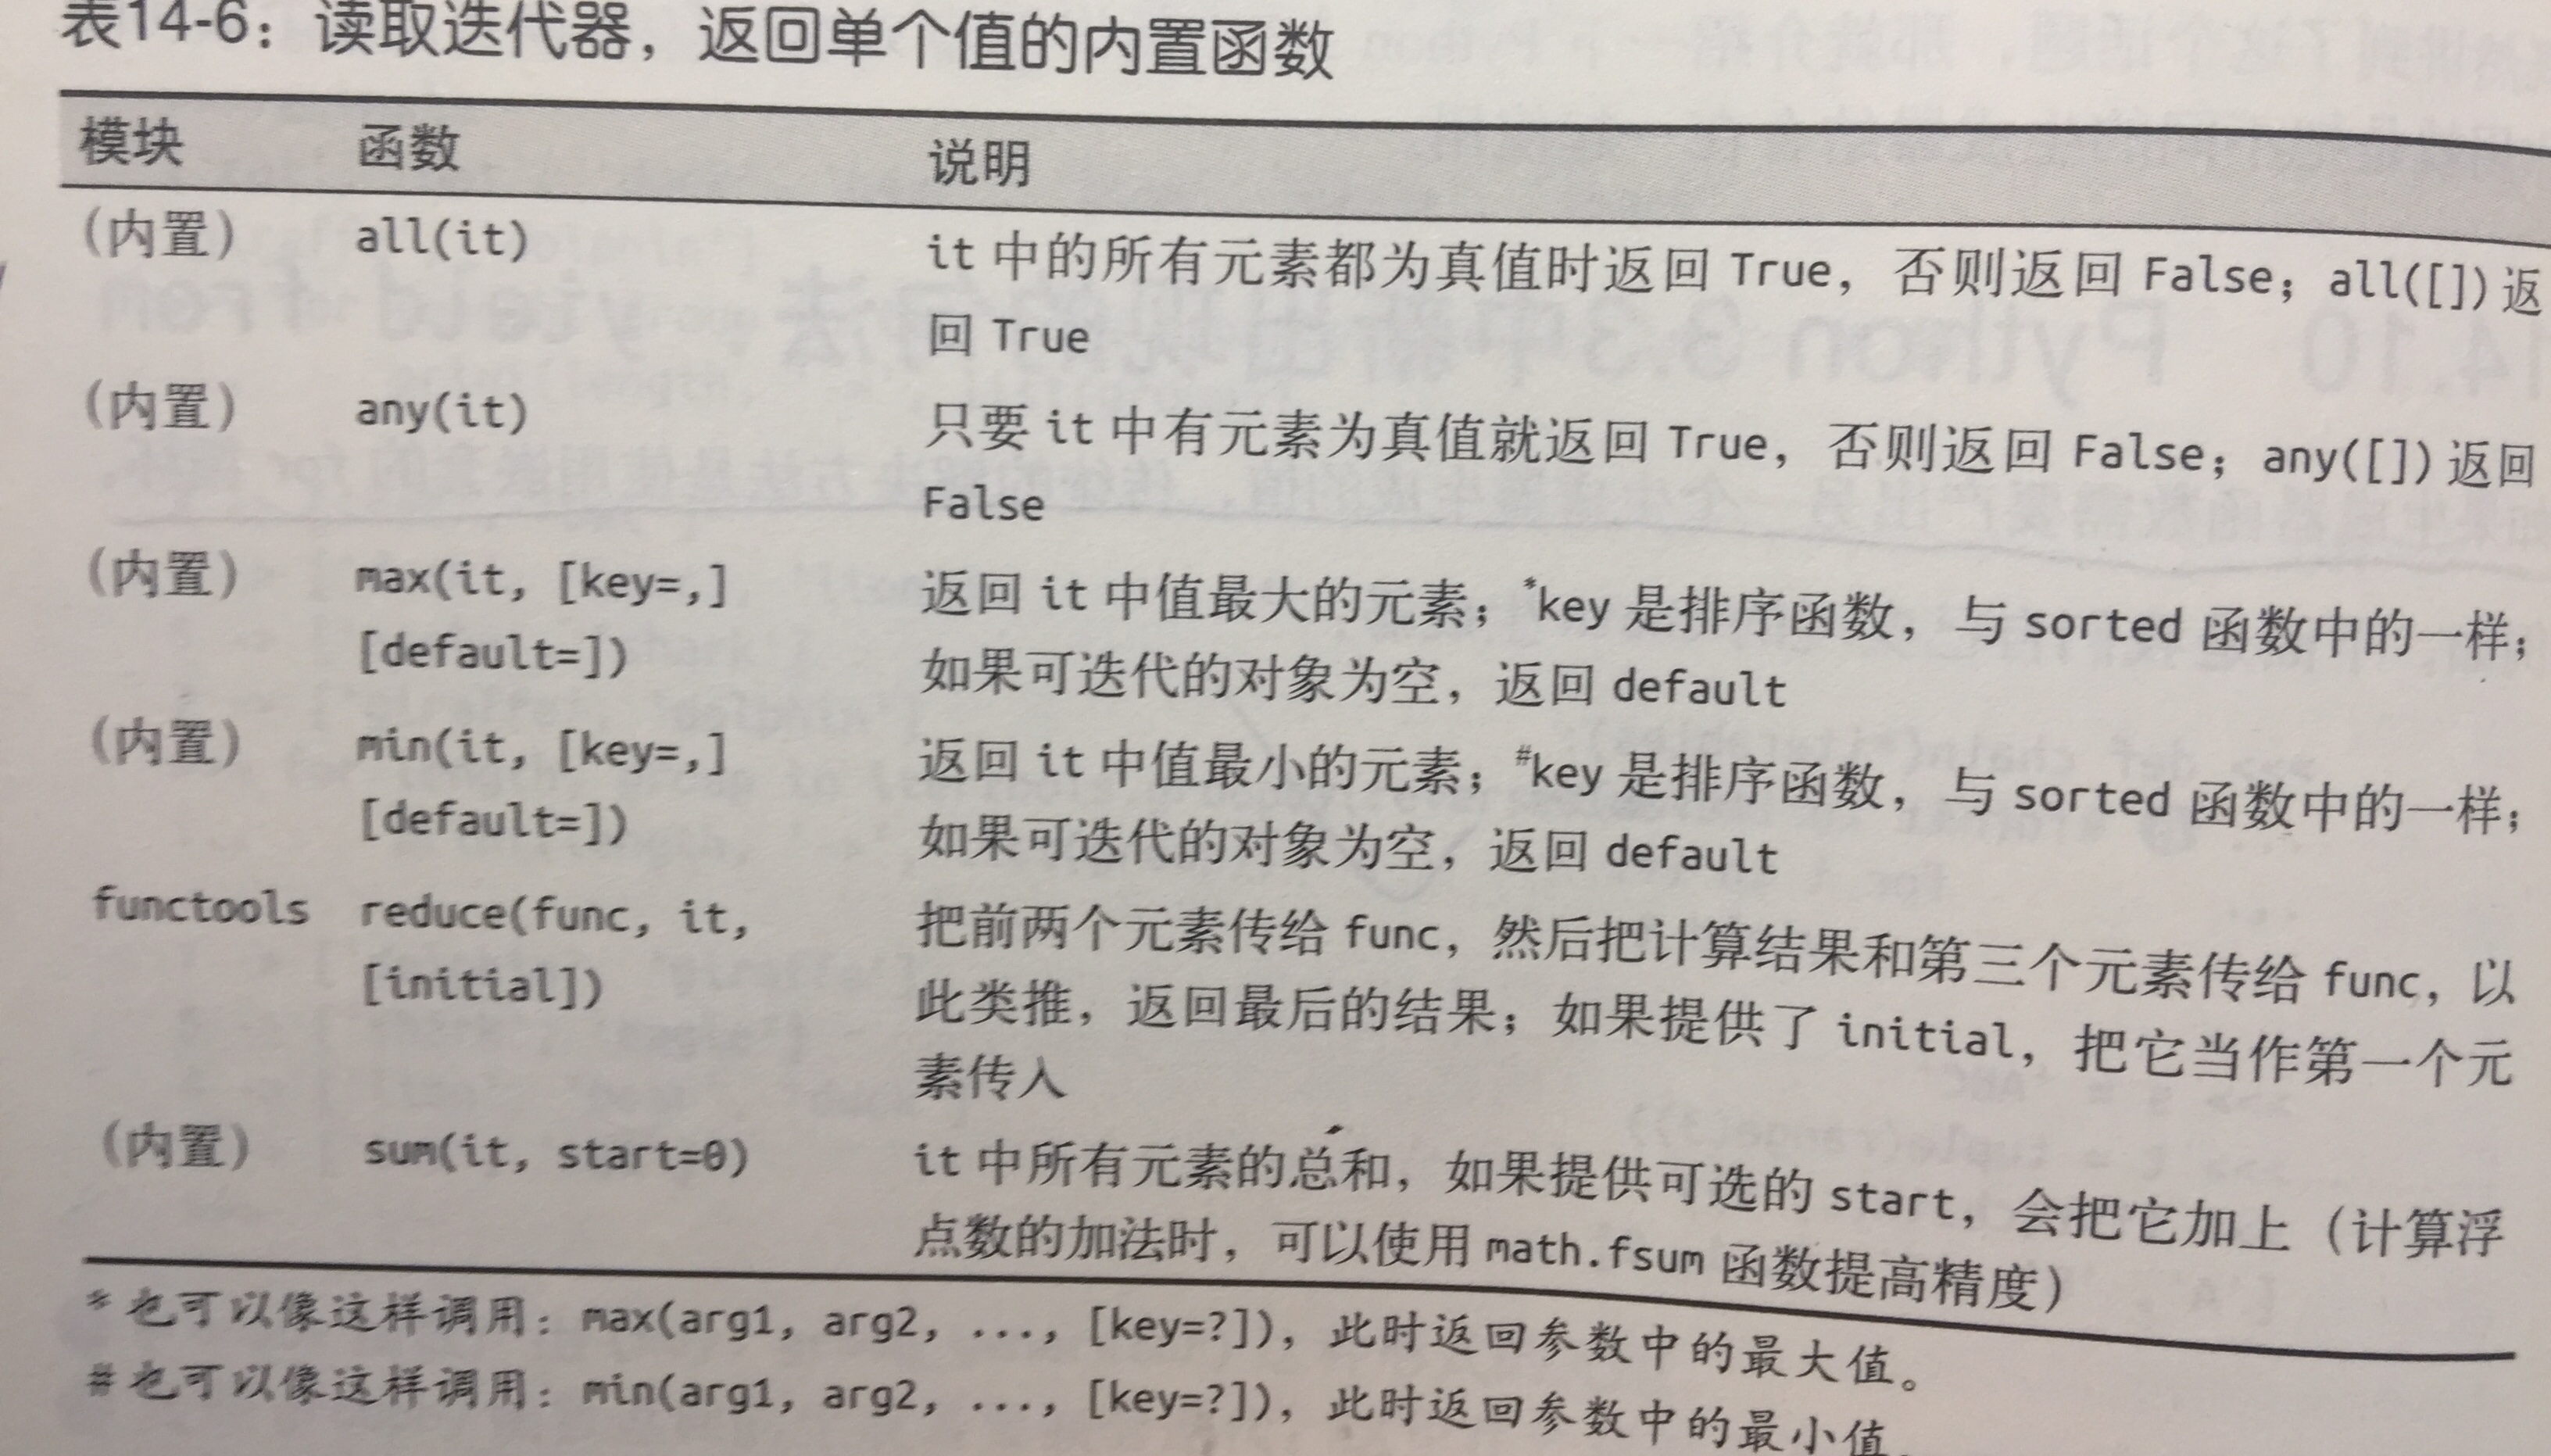 表14-6：读取迭代器，返回单个值的内置函数
模块 函数 说明
（内置） all(it) it 中的所有元素都为真值时返回 True，否则返回 False；all([]) 返
回 True
（内置） any(it) 只要 it 中有元素为真值就返回 True，否则返回 False；any([]) 返回
False
（内置） max(it, [key=,] 返回 it 中值最大的元素；*key 是排序函数，与 sorted 函数中的一样；
[default=]) 如果可迭代的对象为空，返回 default
（内置） min(it, [key=,] 返回 it 中值最小的元素；#key 是排序函数，与 sorted 函数中的一样；
[default=]) 如果可迭代的对象为空，返回 default
functools reduce(func, it, 把前两个元素传给 func，然后把计算结果和第三个元素传给 func，以
[initial]) 此类推，返回最后的结果；如果提供了 initial，把它当作第一个元
素传入
（内置） sum(it, start=0) it 中所有元素的总和，如果提供可选的 start，会把它加上（计算浮
点数的加法时，可以使用 math.fsum 函数提高精度）
* 也可以像这样调用：max(arg1, arg2, ..., [key=?])，此时返回参数中的最大值。
# 也可以像这样调用：min(arg1, arg2, ..., [key=?])，此时返回参数中的最小值。